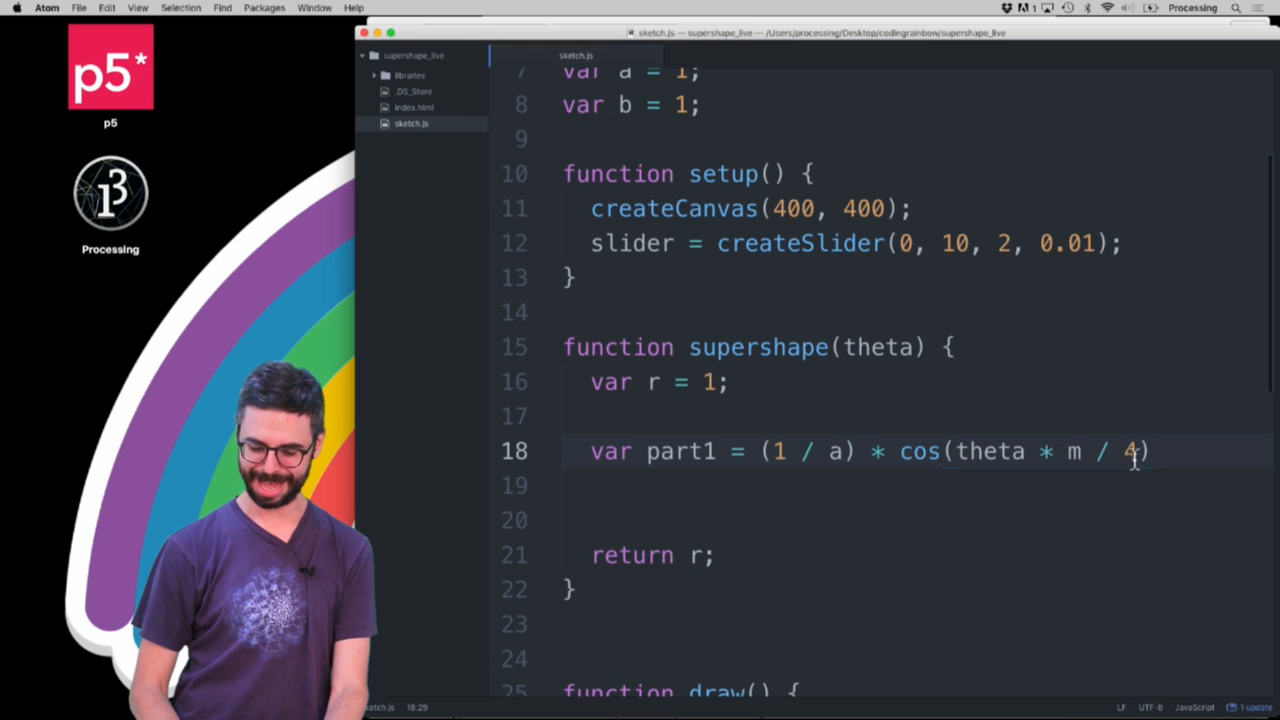 Atom File Edit View Selection Find Packages Window Help
1 Processing
sketch.js — supershape_live — /Users/processing/Desktop/codingrainbow/supershape_live
p5*
p5
Processing
supershape_live
libraries
.DS_Store
index.html
sketch.js
sketch.js
7 var a = 1;
8 var b = 1;
9
10 function setup() {
11 createCanvas(400, 400);
12 slider = createSlider(0, 10, 2, 0.01);
13 }
14
15 function supershape(theta) {
16 var r = 1;
17
18 var part1 = (1 / a) * cos(theta * m / 4)
19
20
21 return r;
22 }
23
24
25 function draw() {
sketch.js 18:29 LF UTF-8 JavaScript 1 update